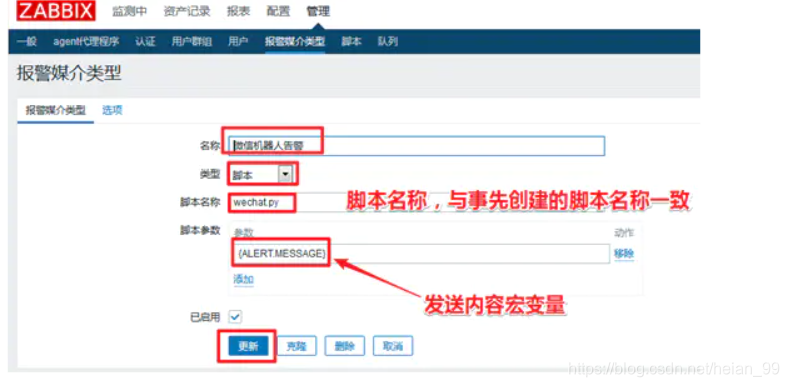 ZABBIX 监测中 资产记录 报表 配置 管理
一般 agent代理程序 认证 用户群组 用户 报警媒介类型 脚本 队列
报警媒介类型
报警媒介类型 选项
名称 微信机器人告警
类型 脚本
脚本名称 wechat.py 脚本名称，与事先创建的脚本名称一致
脚本参数 参数 动作
{ALERT.MESSAGE} 移除
添加
发送内容宏变量
已启用
更新 克隆 删除 取消
https://blog.csdn.net/heian_99